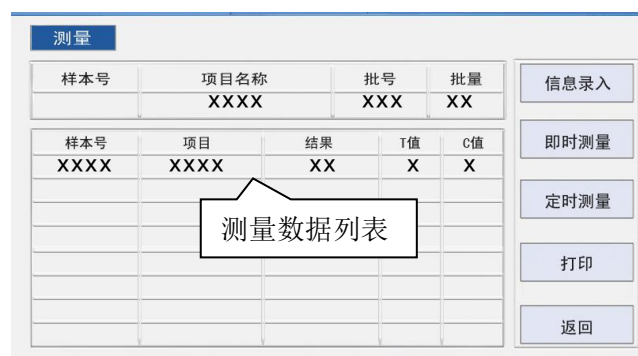 测量
样本号 项目名称 批号 批量
XXXX XXX XX
样本号 项目 结果 T值 C值
XXXX XXXX XX X X
测量数据列表
信息录入
即时测量
定时测量
打印
返回